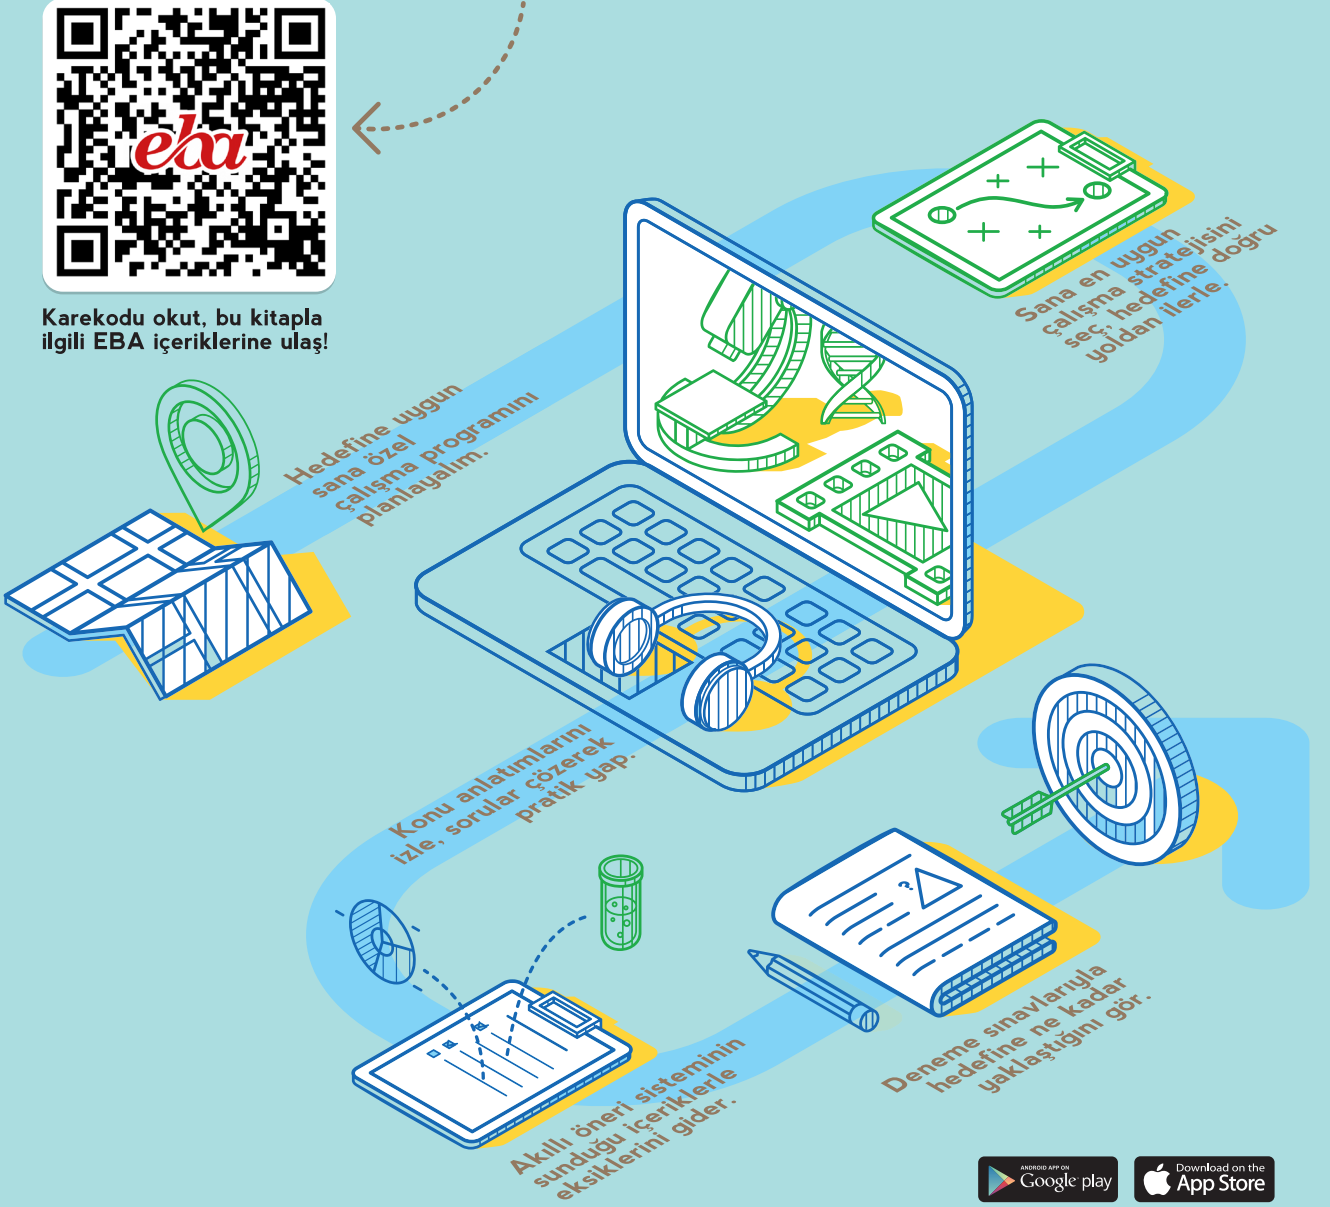 eba
Karekodu okut, bu kitapla
ilgili EBA içeriklerine ulaş!
Hedefine uygun
sana özel
çalışma programını
planlayalım.
Sana en uygun
çalışma stratejisini
seç, hedefine doğru
yoldan ilerle.
Konu anlatımlarını
izle, sorular çözerek
pratik yap.
?
Akıllı öneri sisteminin
sunduğu içeriklerle
eksiklerini gider.
Deneme sınavlarıyla
hedefine ne kadar
yaklaştığını gör.
ANDROID APP ON
Google play
Download on the
App Store